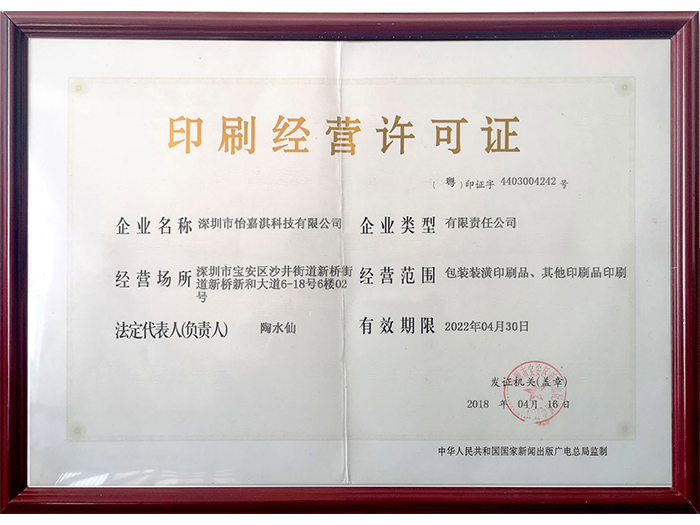 印刷经营许可证
（粤）印证字 4403004242 号
企业名称 深圳市怡嘉淇科技有限公司
企业类型 有限责任公司
经营场所 深圳市宝安区沙井街道新桥街
道新桥新和大道6-18号6楼02
号
经营范围 包装装潢印刷品、其他印刷品印刷
法定代表人(负责人) 陶水仙
有效期限 2022年04月30日
发证机关(盖章)
2018 年 04月 16日
中华人民共和国国家新闻出版广电总局监制